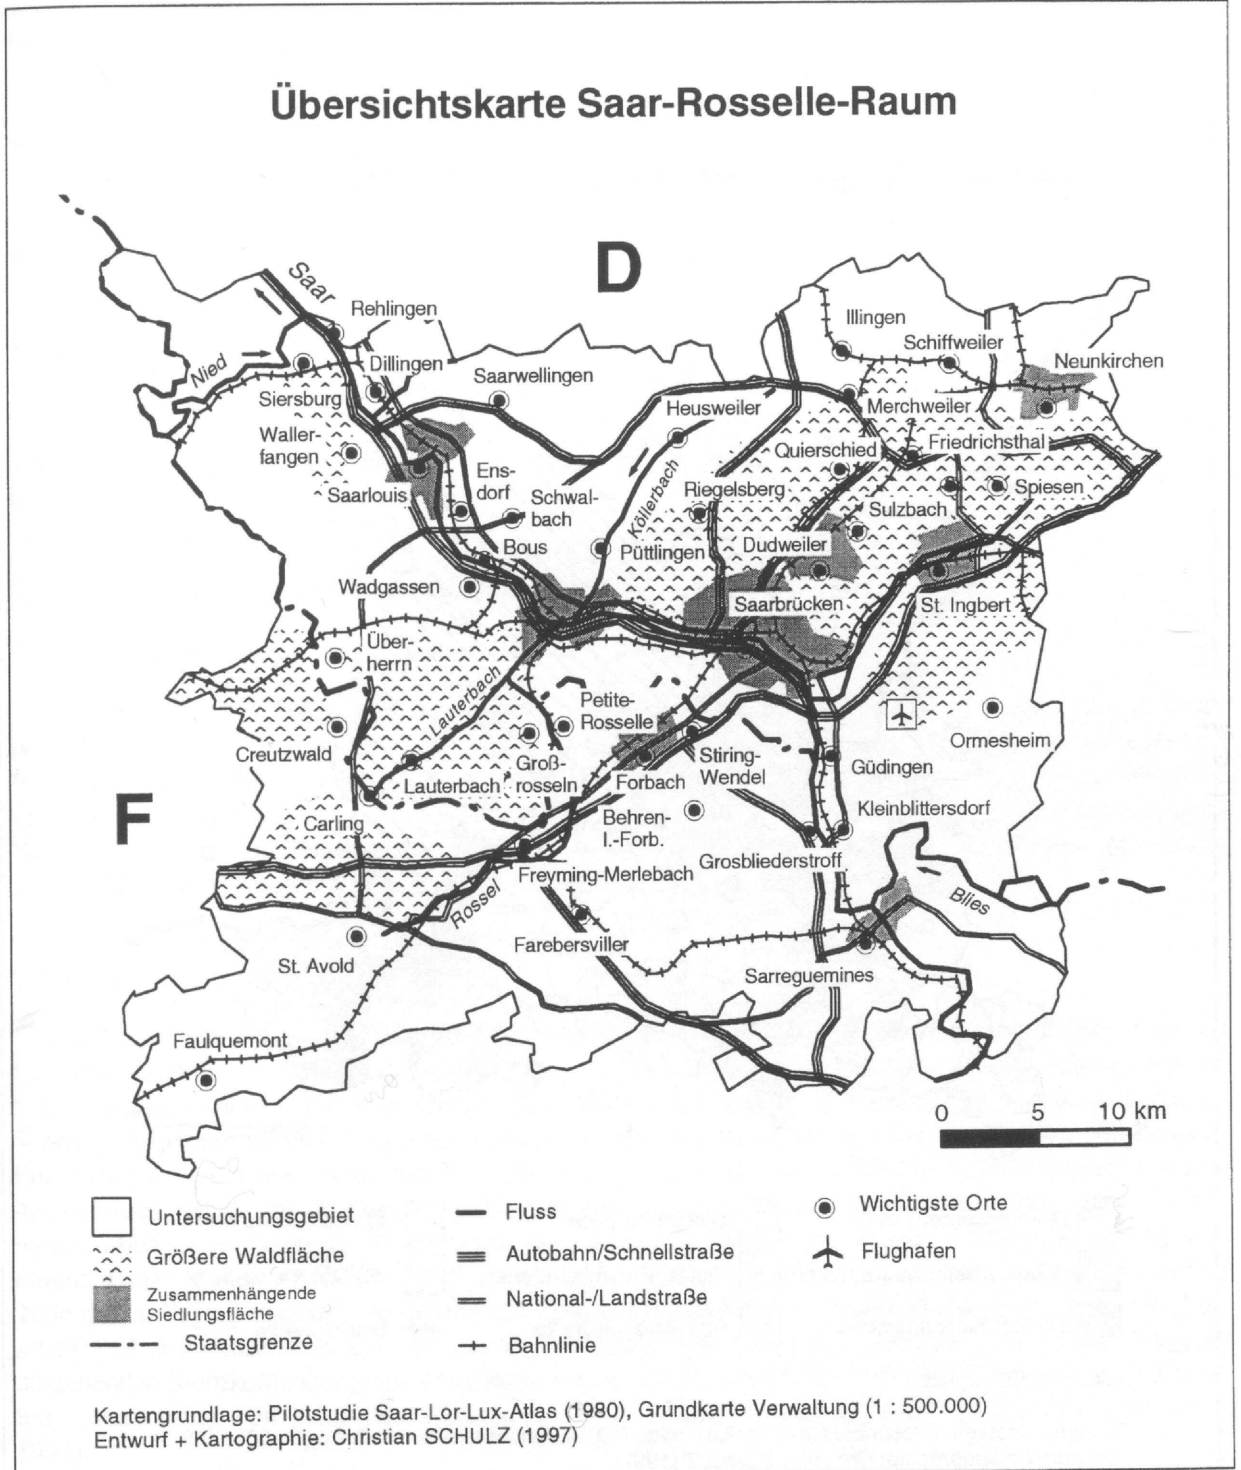 Übersichtskarte Saar-Rosselle-Raum
D
Saar
Rehlingen
Illingen
Schiffweiler
Nied
Dillingen
Neunkirchen
Saarwellingen
Siersburg
Heusweiler
Merchweiler
Waller-
fangen
Quierschied
Friedrichsthal
Ens-
dorf
Saarlouis
Schwal-
bach
Köllerbach
Riegelsberg
Spiesen
Sulzbach
Bous
Püttlingen
Dudweiler
Wadgassen
Saarbrücken
St. Ingbert
Über-
herrn
Lauterbach
Petite-
Rosselle
Creutzwald
Ormesheim
Stiring-
Wendel
Groß-
rosseln
Forbach
Güdingen
Lauterbach
F
Carling
Behren-
l.-Forb.
Kleinblittersdorf
Grosbliederstroff
Freyming-Merlebach
Rossel
Blies
Farebersviller
St. Avold
Sarreguemines
Faulquemont
0 5 10 km
Untersuchungsgebiet
Größere Waldfläche
Zusammenhängende
Siedlungsfläche
Staatsgrenze
Fluss
Autobahn/Schnellstraße
National-/Landstraße
Bahnlinie
Wichtigste Orte
Flughafen
Kartengrundlage: Pilotstudie Saar-Lor-Lux-Atlas (1980), Grundkarte Verwaltung (1 : 500.000)
Entwurf + Kartographie: Christian SCHULZ (1997)